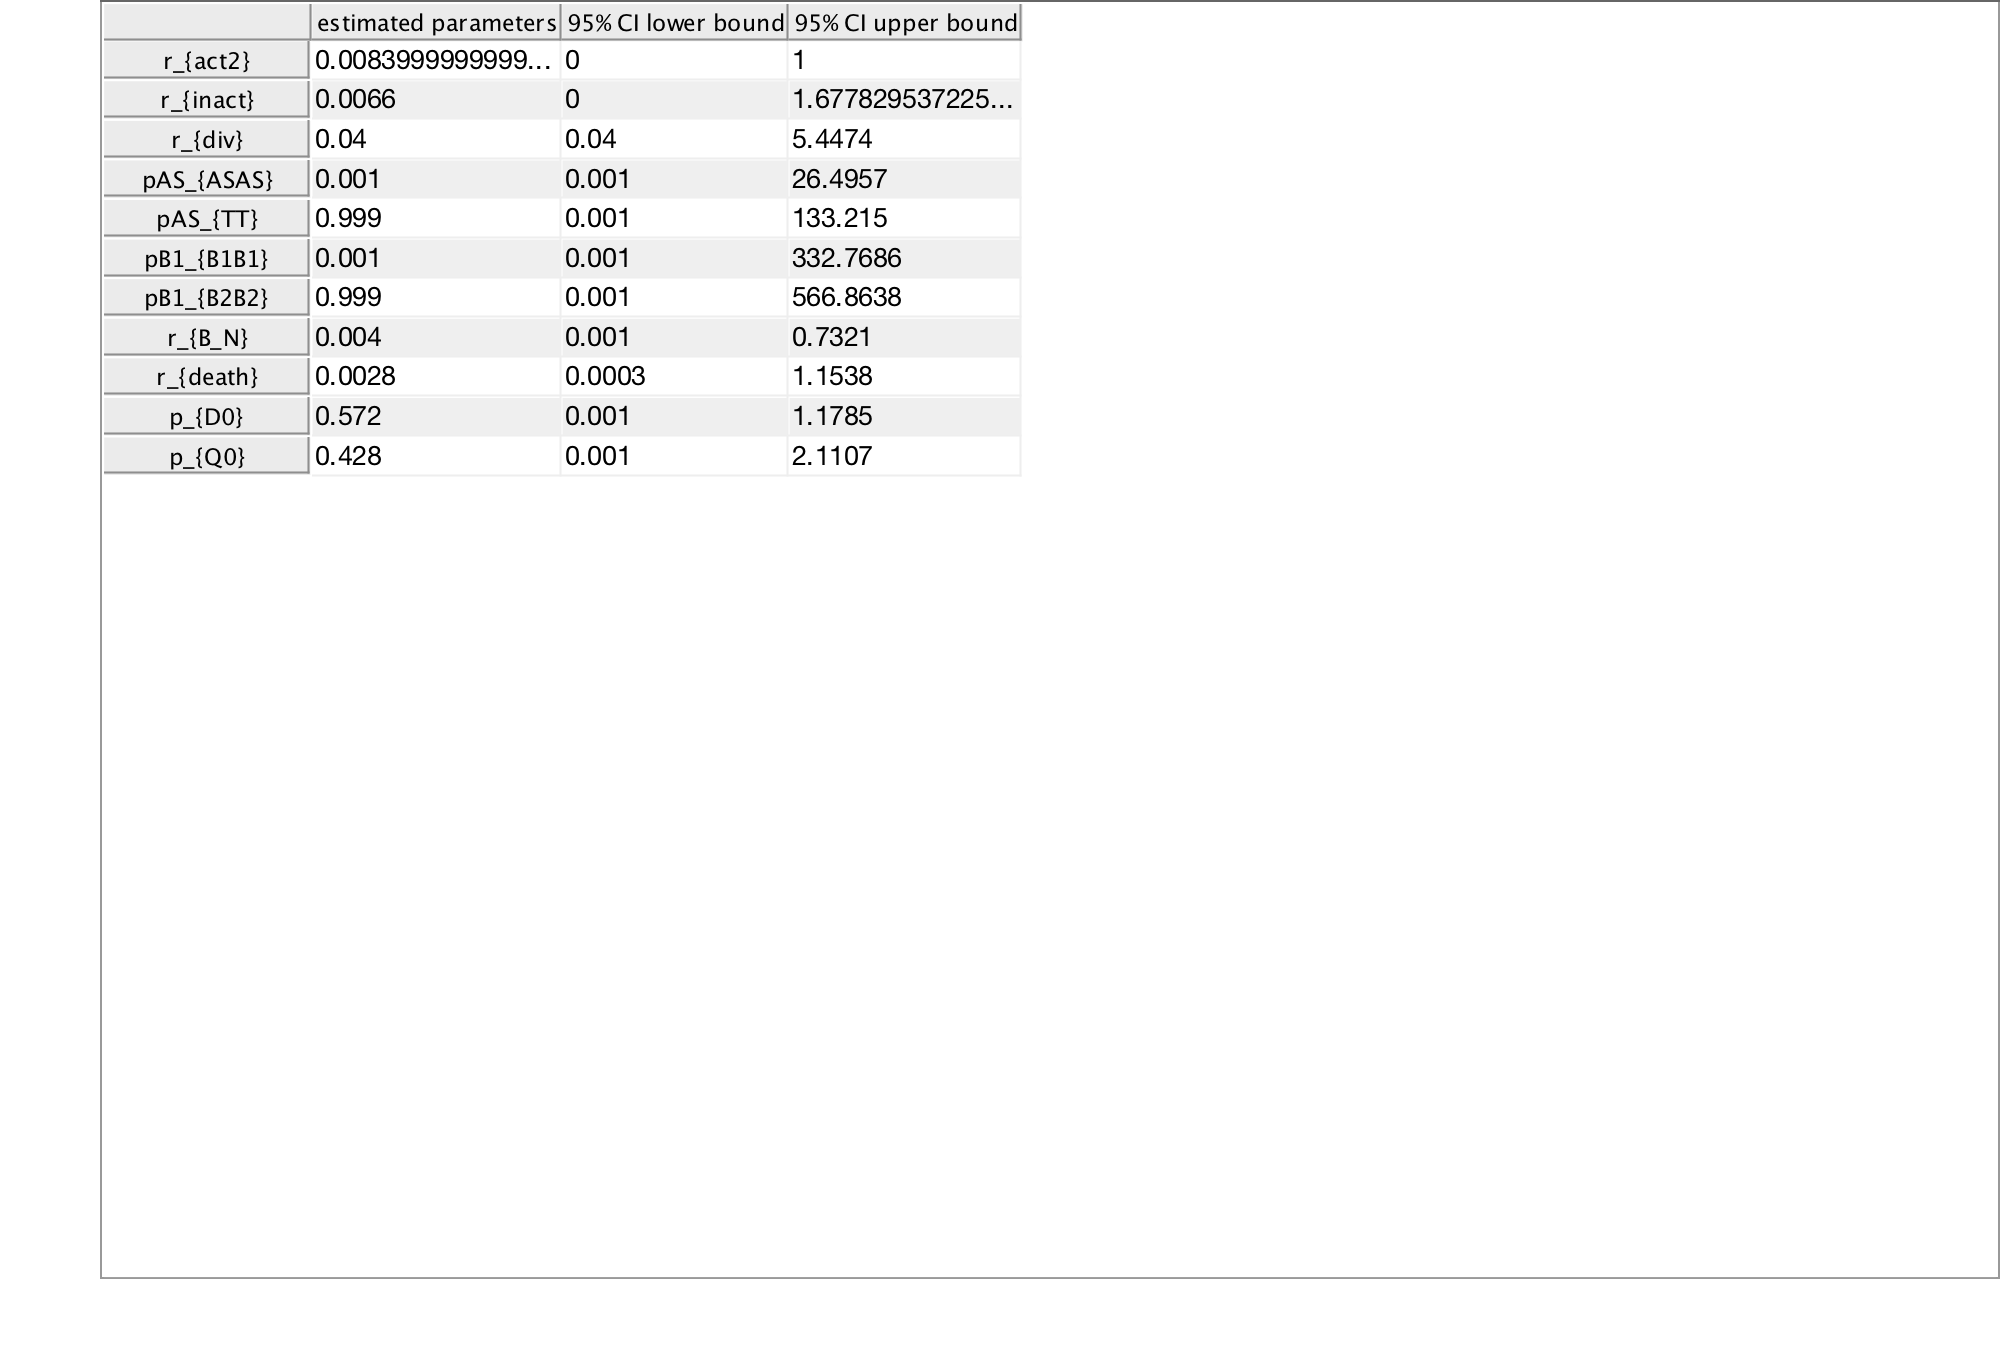 estimated parameters 95% CI lower bound 95% CI upper bound
r_{act2} 0.0083999999999... 0 1
r_{inact} 0.0066 0 1.677829537225...
r_{div} 0.04 0.04 5.4474
pAS_{ASAS} 0.001 0.001 26.4957
pAS_{TT} 0.999 0.001 133.215
pB1_{B1B1} 0.001 0.001 332.7686
pB1_{B2B2} 0.999 0.001 566.8638
r_{B_N} 0.004 0.001 0.7321
r_{death} 0.0028 0.0003 1.1538
p_{D0} 0.572 0.001 1.1785
p_{Q0} 0.428 0.001 2.1107